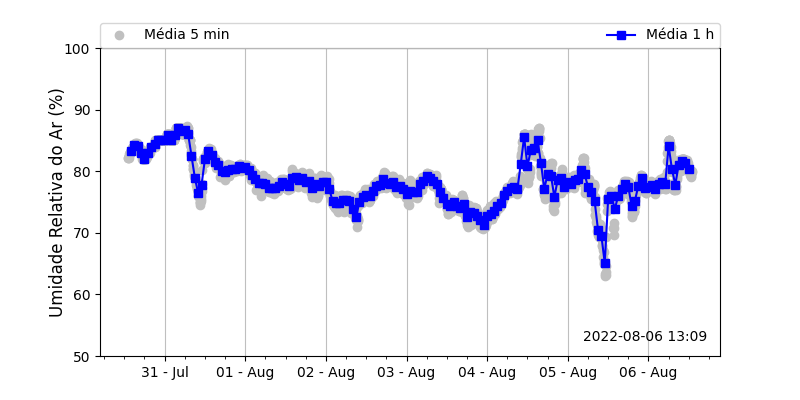 Média 5 min
Média 1 h
Umidade Relativa do Ar (%)
100
90
80
70
60
50
2022-08-06 13:09
31 - Jul
01 - Aug
02 - Aug
03 - Aug
04 - Aug
05 - Aug
06 - Aug